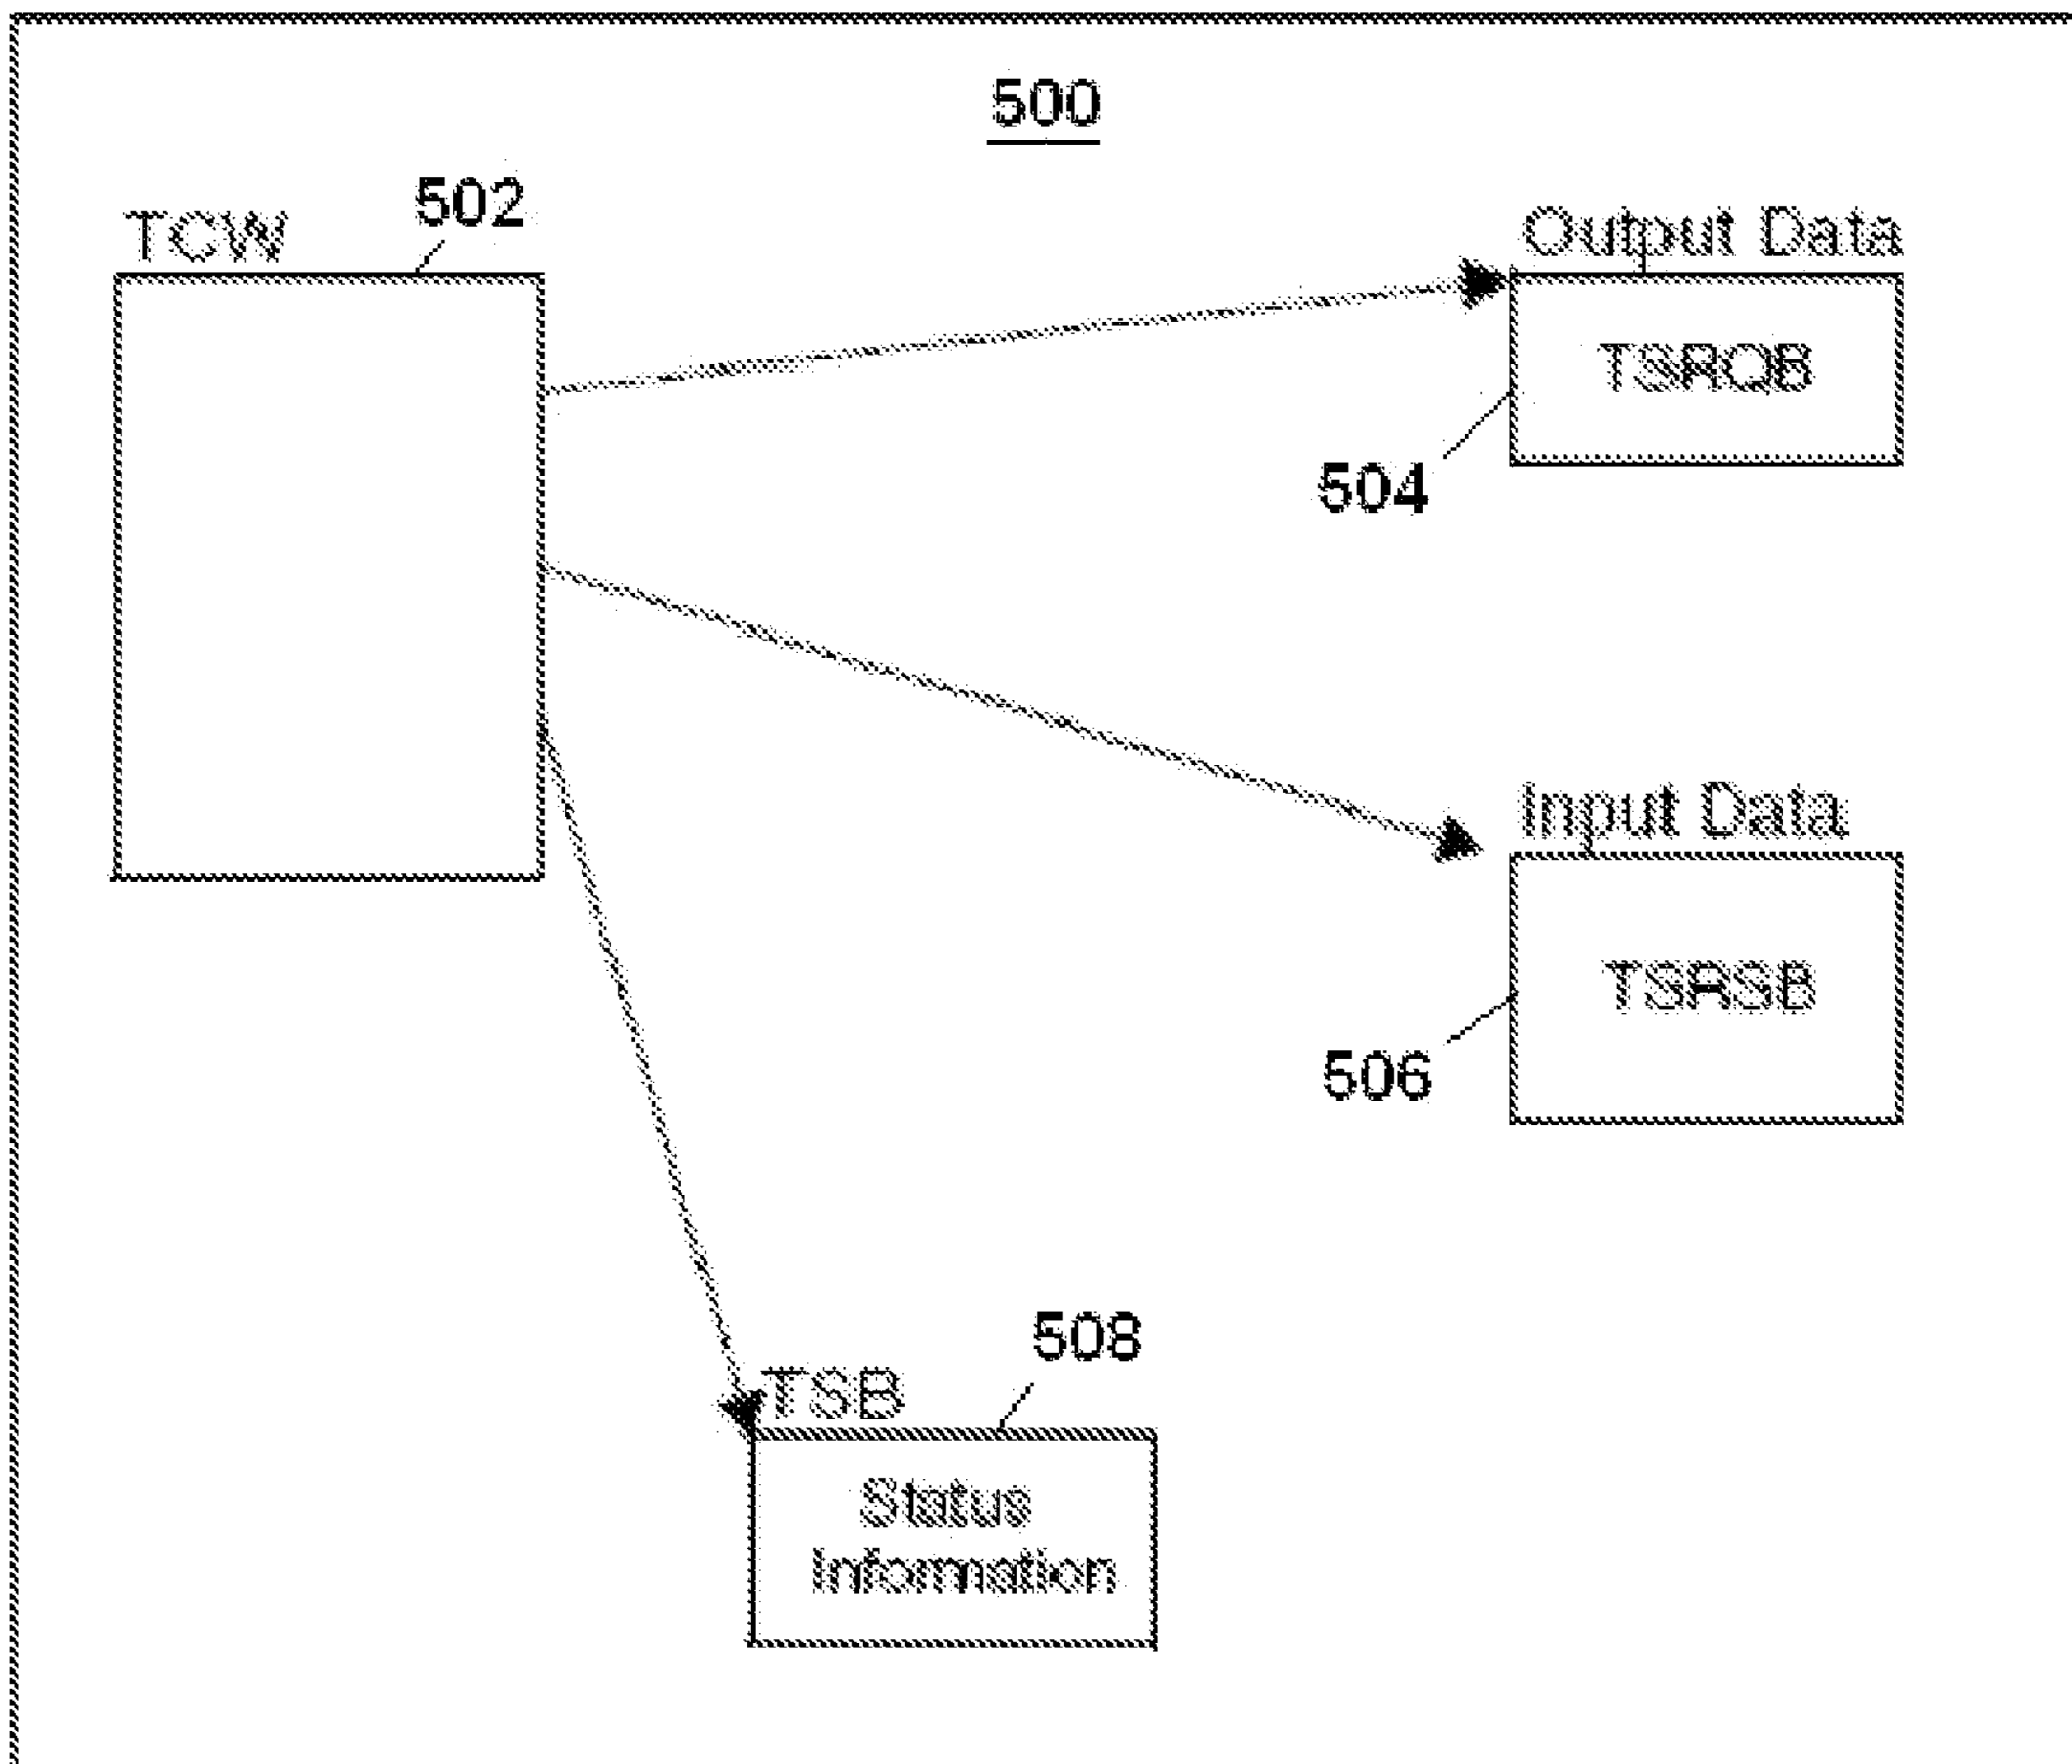 500
TCW
502
Output Data
TSRQB
504
Input Data
TSRSB
506
508
TSB
Status
Information